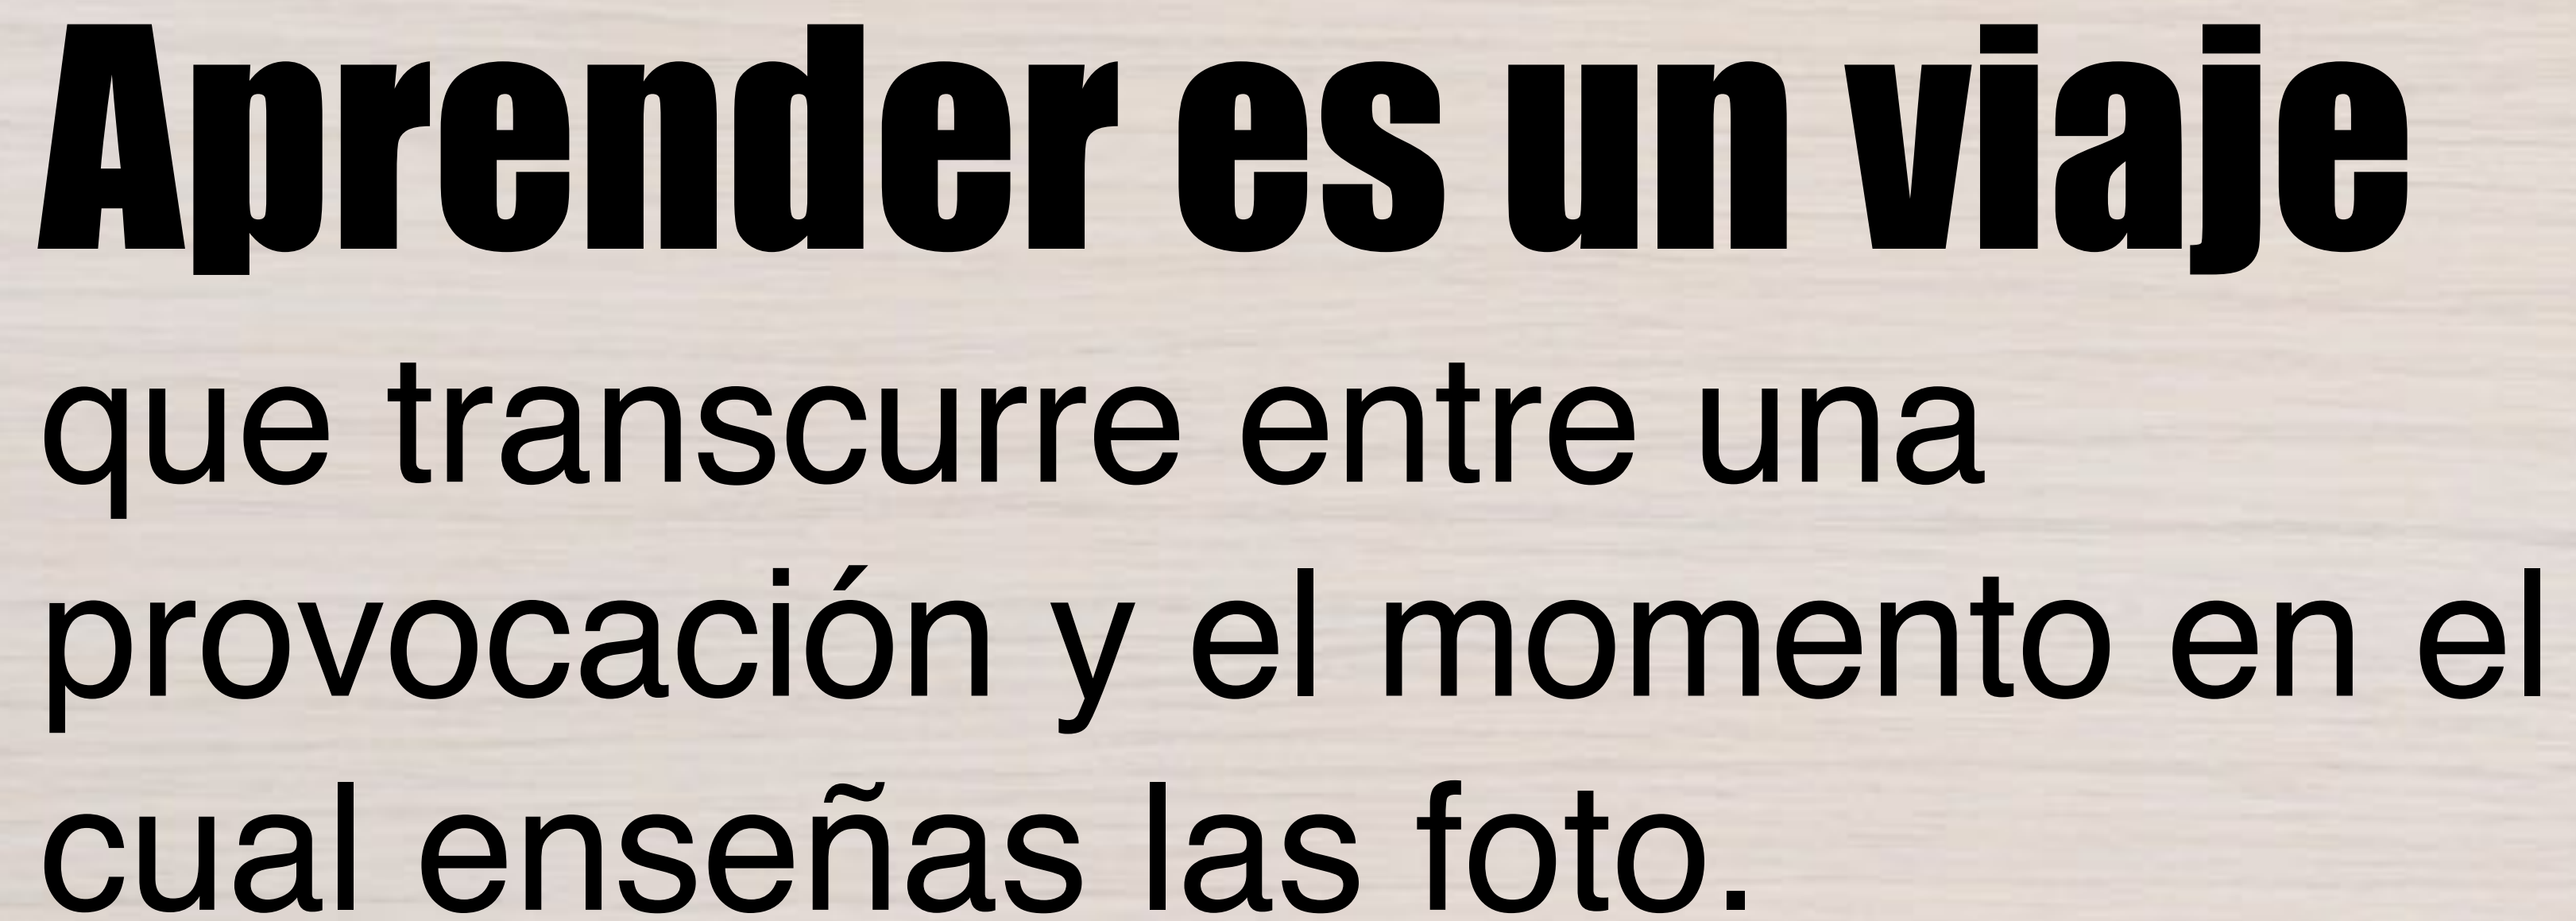 Aprender es un viaje
que transcurre entre una
provocación y el momento en el
cual enseñas las foto.